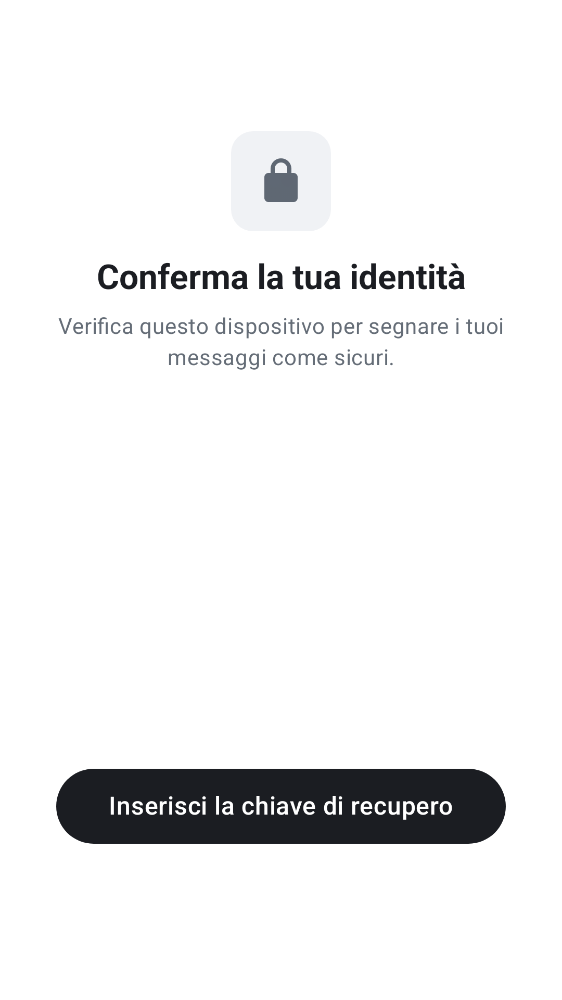 Conferma la tua identità
Verifica questo dispositivo per segnare i tuoi
messaggi come sicuri.
Inserisci la chiave di recupero